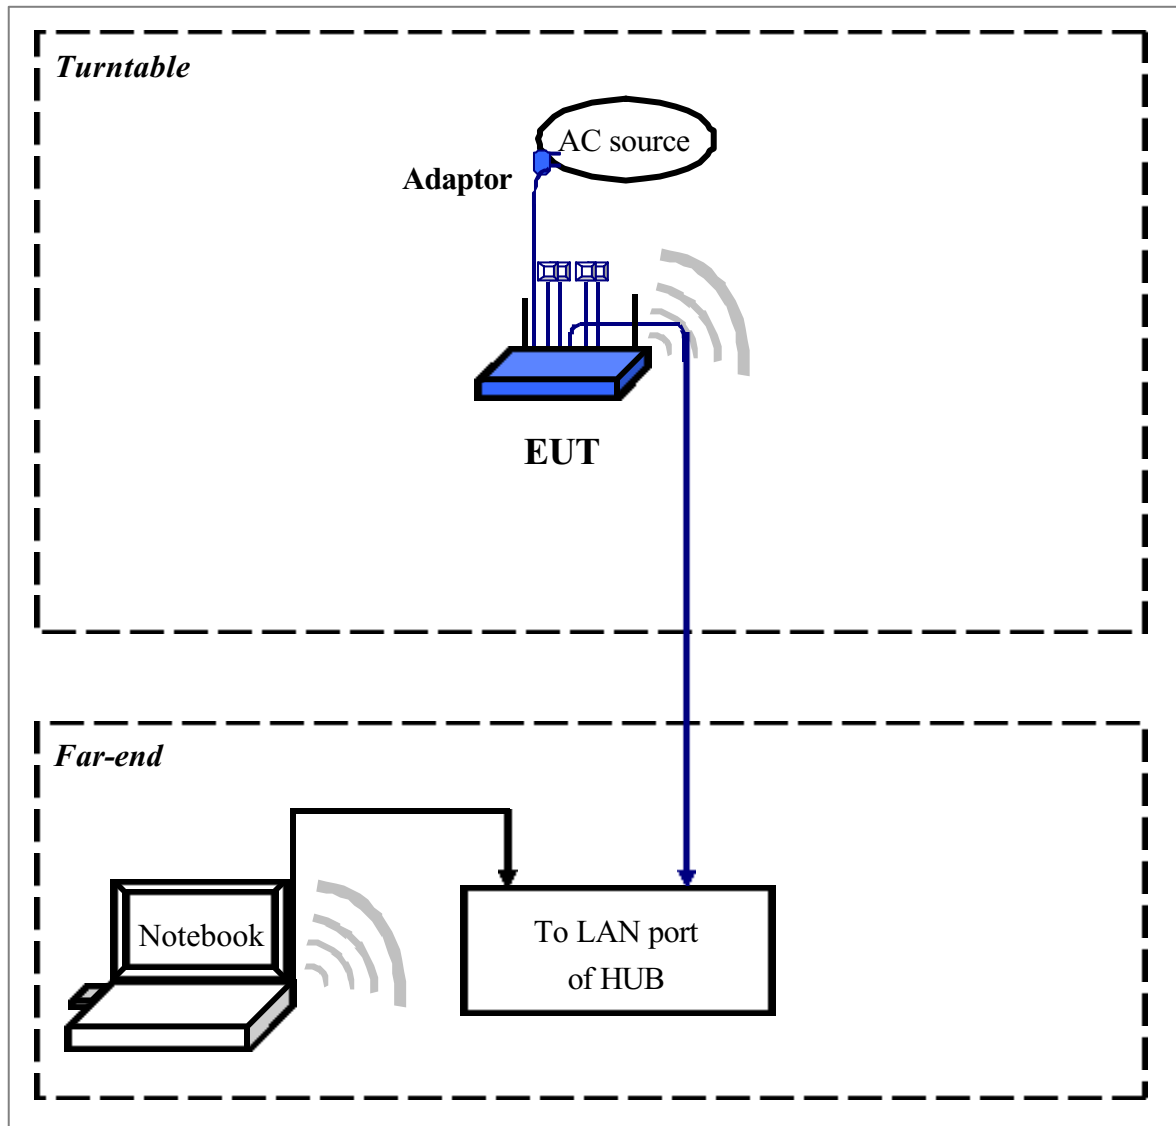 Turntable
AC source
Adaptor
EUT
Far-end
Notebook
To LAN port
of HUB